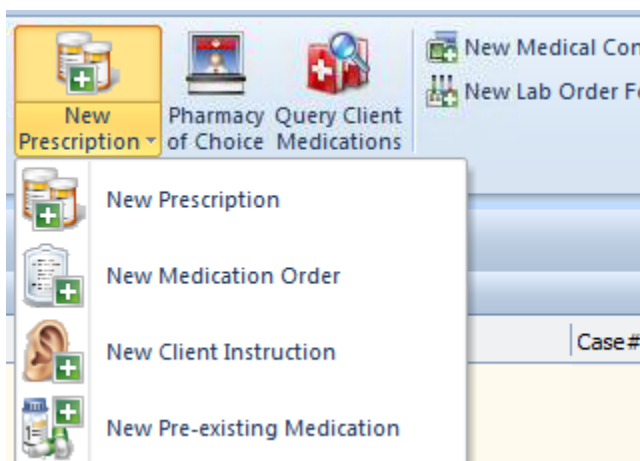 New
Prescription
Pharmacy
of Choice
Query Client
Medications
New Medical Con
New Lab Order Fo
New Prescription
New Medication Order
New Client Instruction
New Pre-existing Medication
Case#